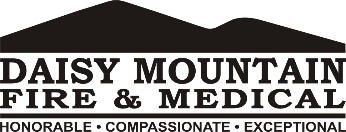 DAISY MOUNTAIN
FIRE & MEDICAL
HONORABLE • COMPASSIONATE • EXCEPTIONAL